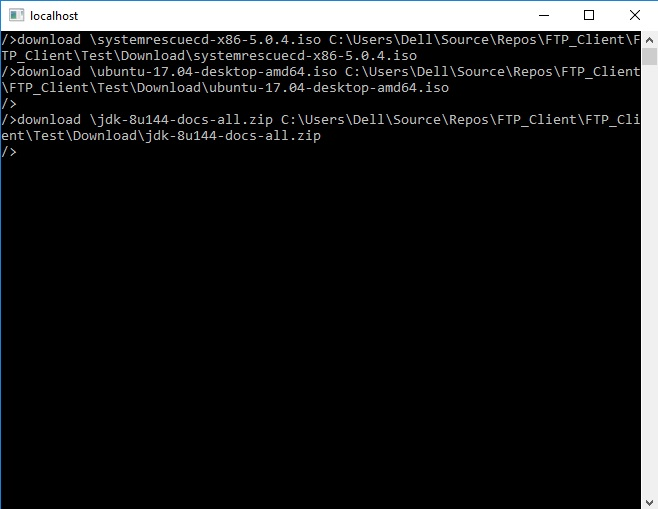 localhost
/>download \systemrescuecd-x86-5.0.4.iso C:\Users\Dell\Source\Repos\FTP_Client\F
TP_Client\Test\Download\systemrescuecd-x86-5.0.4.iso
/>download \ubuntu-17.04-desktop-amd64.iso C:\Users\Dell\Source\Repos\FTP_Client
\FTP_Client\Test\Download\ubuntu-17.04-desktop-amd64.iso
/>
/>download \jdk-8u144-docs-all.zip C:\Users\Dell\Source\Repos\FTP_Client\FTP_Cli
ent\Test\Download\jdk-8u144-docs-all.zip
/>